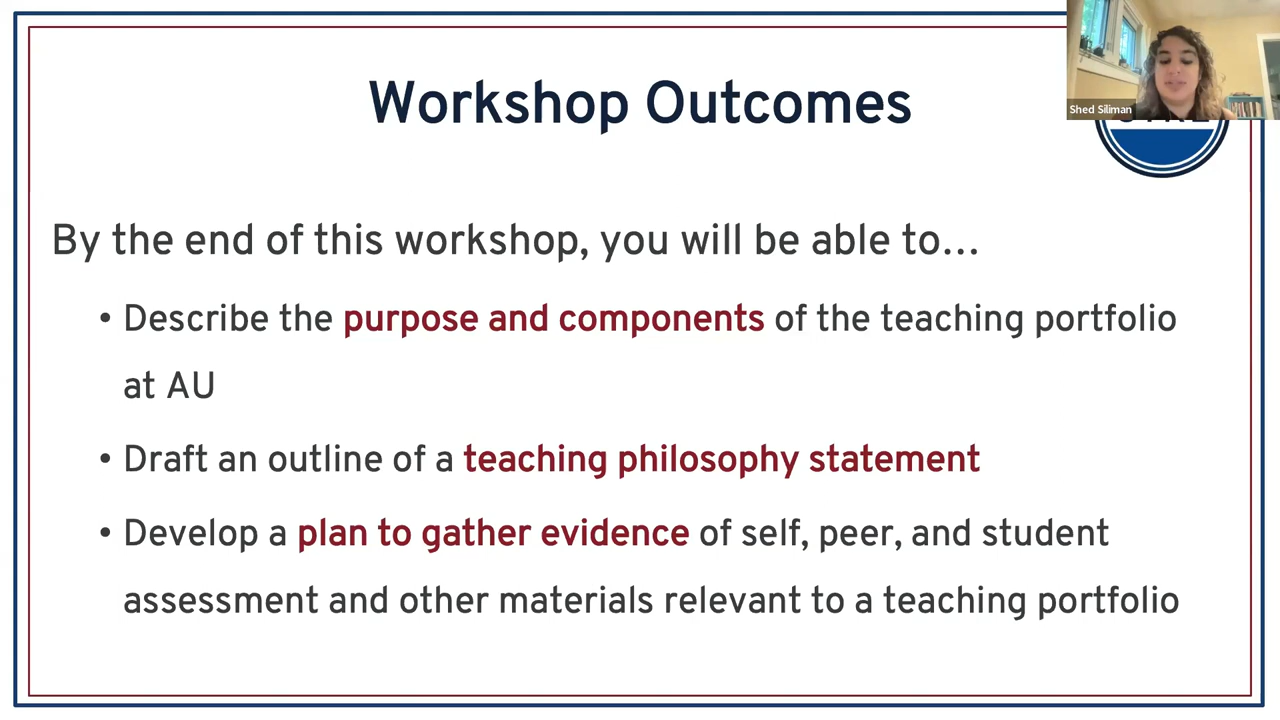 Workshop Outcomes
Shed Siliman
By the end of this workshop, you will be able to…
• Describe the purpose and components of the teaching portfolio
at AU
• Draft an outline of a teaching philosophy statement
• Develop a plan to gather evidence of self, peer, and student
assessment and other materials relevant to a teaching portfolio